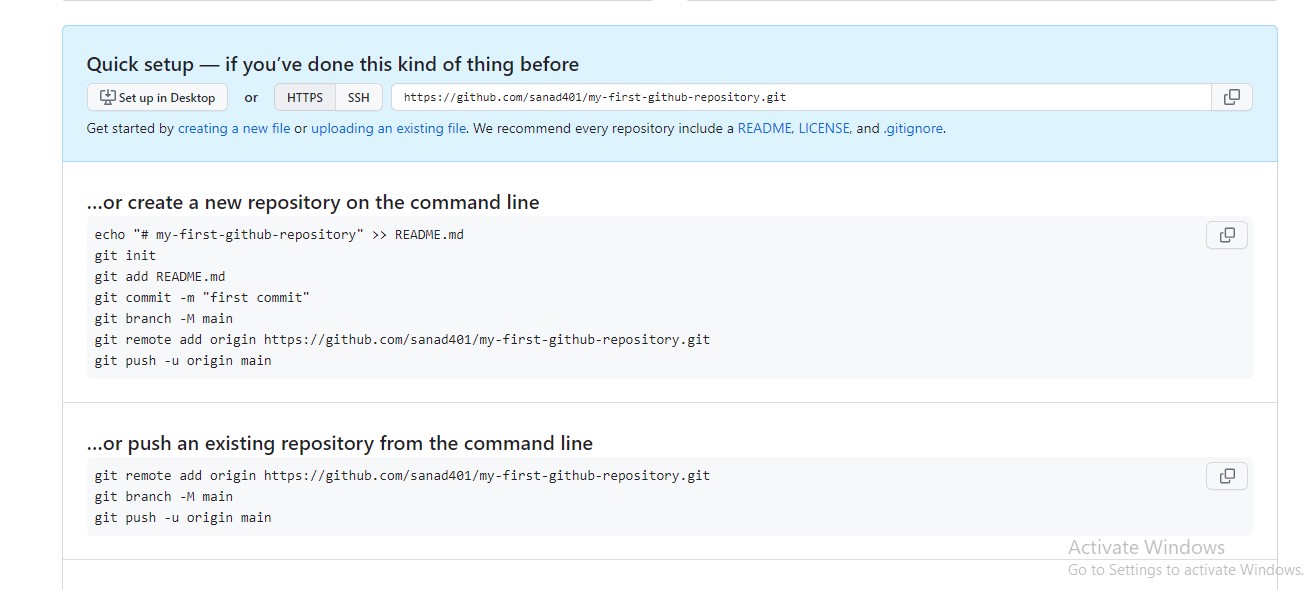 Quick setup — if you’ve done this kind of thing before
Set up in Desktop or HTTPS SSH https://github.com/sanad401/my-first-github-repository.git
Get started by creating a new file or uploading an existing file. We recommend every repository include a README, LICENSE, and .gitignore.
…or create a new repository on the command line
echo "# my-first-github-repository" >> README.md
git init
git add README.md
git commit -m "first commit"
git branch -M main
git remote add origin https://github.com/sanad401/my-first-github-repository.git
git push -u origin main
…or push an existing repository from the command line
git remote add origin https://github.com/sanad401/my-first-github-repository.git
git branch -M main
git push -u origin main
Activate Windows
Go to Settings to activate Windows.